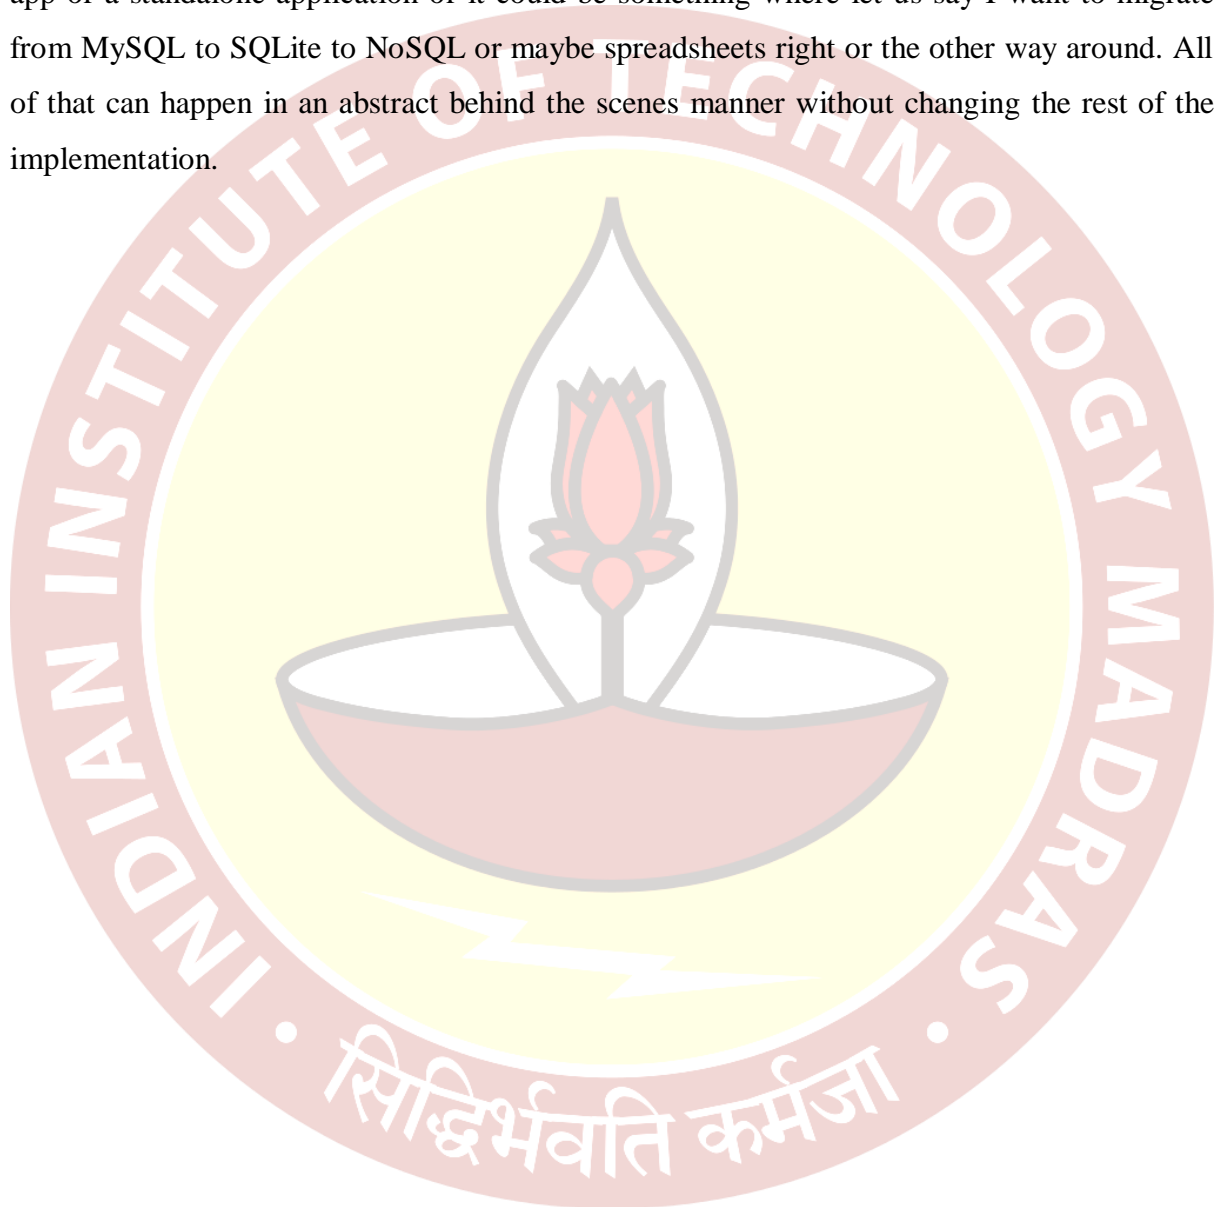 app or a standalone application or it could be something where let us say I want to migrate
from MySQL to SQLite to NoSQL or maybe spreadsheets right or the other way around. All
of that can happen in an abstract behind the scenes manner without changing the rest of the
implementation.
INDIAN INSTITUTE OF TECHNOLOGY MADRAS
सिद्धिर्भवति कर्मजा